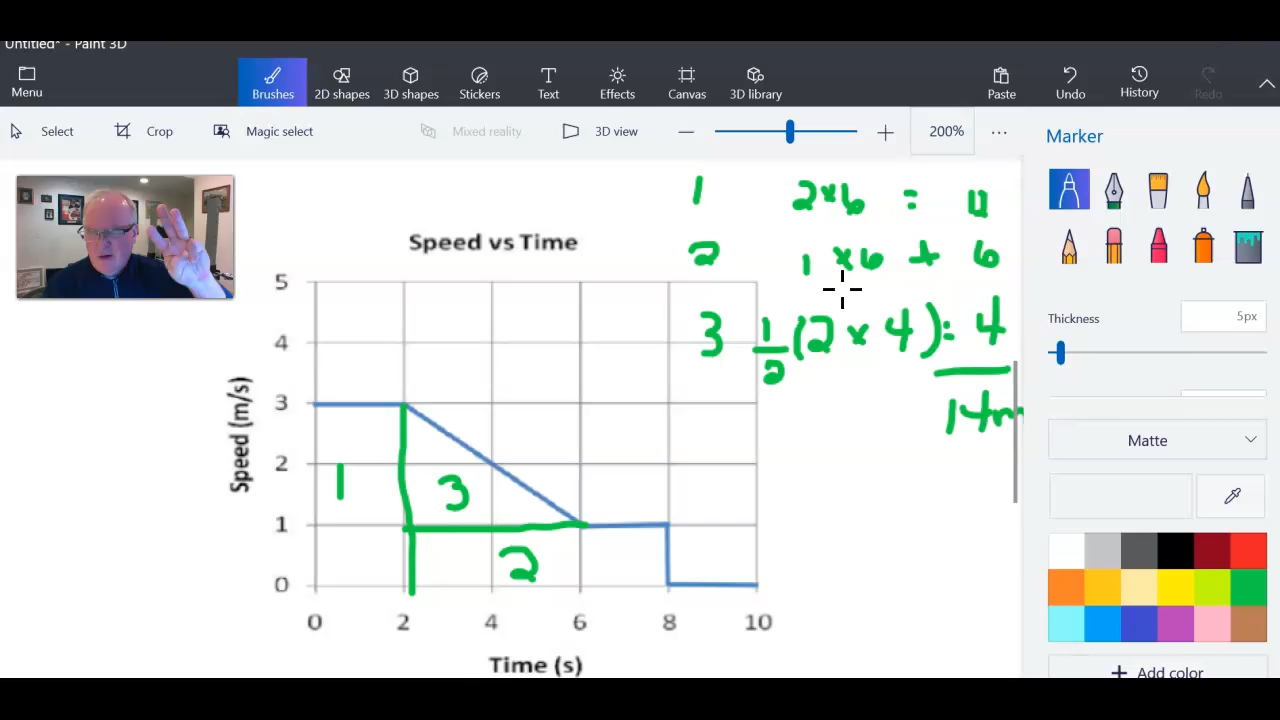 Untitled* - Paint 3D
Menu
Brushes
2D shapes
3D shapes
Stickers
Text
Effects
Canvas
3D library
Paste
Undo
History
Redo
Select
Crop
Magic select
Mixed reality
3D view
200%
Marker
Thickness
5px
Matte
Add color
Speed vs Time
Speed (m/s)
5
4
3
2
1
0
0 2 4 6 8 10
Time (s)
1
3
2
1 2×6 =
2 1×6 + 6
3 1/2(2×4)= 4
14m